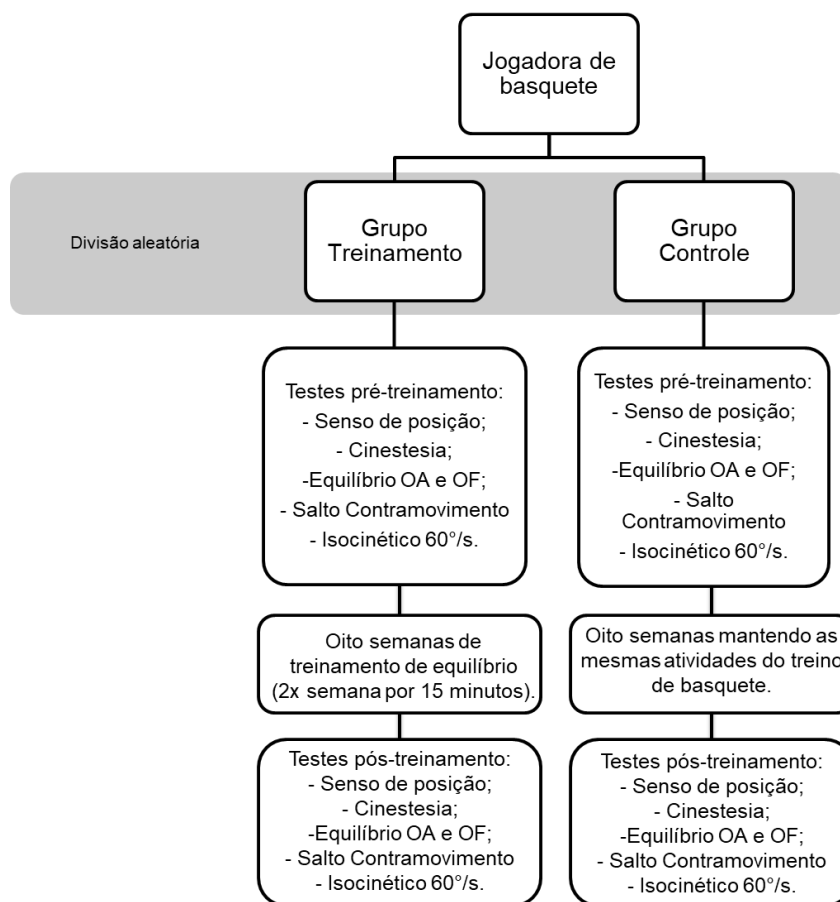 Jogadora de
basquete
Divisão aleatória
Grupo
Treinamento
Grupo
Controle
Testes pré-treinamento:
- Senso de posição;
- Cinestesia;
-Equilíbrio OA e OF;
- Salto Contramovimento
- Isocinético 60°/s.
Testes pré-treinamento:
- Senso de posição;
- Cinestesia;
-Equilíbrio OA e OF;
- Salto
Contramovimento
- Isocinético 60°/s.
Oito semanas de
treinamento de equilíbrio
(2x semana por 15 minutos).
Oito semanas mantendo as
mesmas atividades do treino
de basquete.
Testes pós-treinamento:
- Senso de posição;
- Cinestesia;
-Equilíbrio OA e OF;
- Salto Contramovimento
- Isocinético 60°/s.
Testes pós-treinamento:
- Senso de posição;
- Cinestesia;
-Equilíbrio OA e OF;
- Salto Contramovimento
- Isocinético 60°/s.